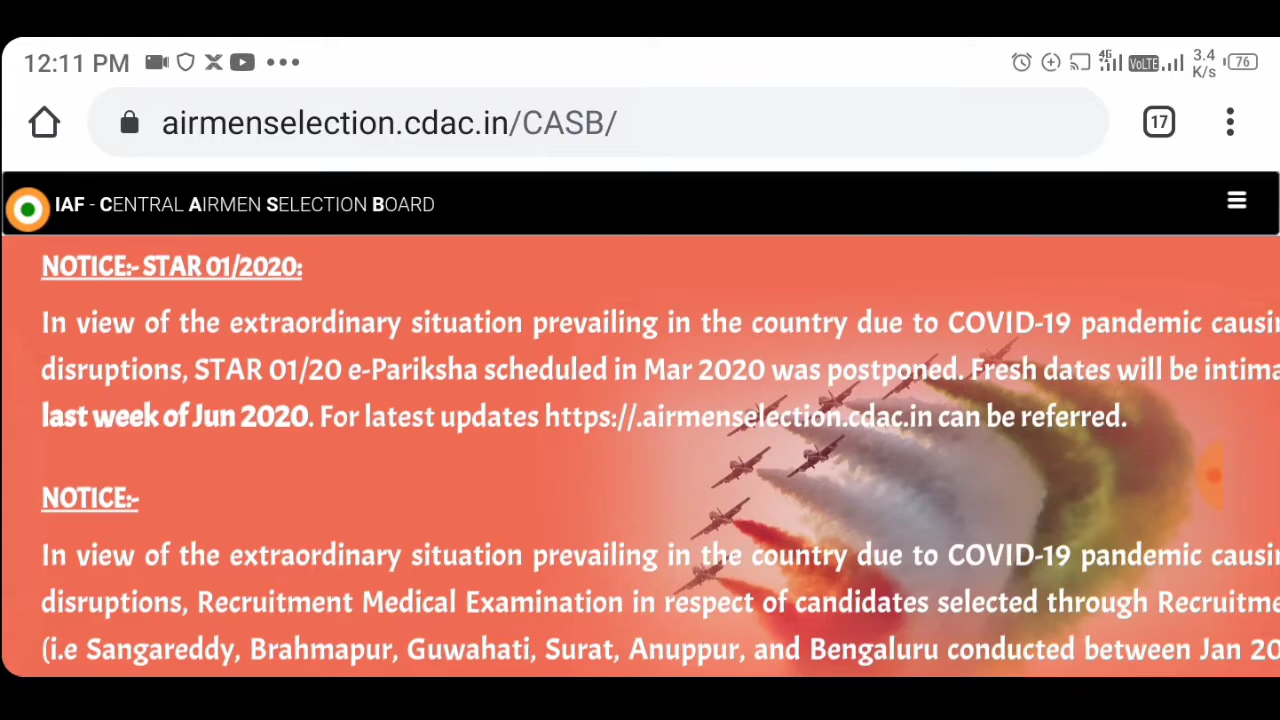 12:11 PM
4G
VoLTE
3.4
K/s
76
airmenselection.cdac.in/CASB/
17
IAF - CENTRAL AIRMEN SELECTION BOARD
NOTICE:- STAR 01/2020:
In view of the extraordinary situation prevailing in the country due to COVID-19 pandemic causin
disruptions, STAR 01/20 e-Pariksha scheduled in Mar 2020 was postponed. Fresh dates will be intima
last week of Jun 2020. For latest updates https://.airmenselection.cdac.in can be referred.
NOTICE:-
In view of the extraordinary situation prevailing in the country due to COVID-19 pandemic causin
disruptions, Recruitment Medical Examination in respect of candidates selected through Recruitme
(i.e Sangareddy, Brahmapur, Guwahati, Surat, Anuppur, and Bengaluru conducted between Jan 20